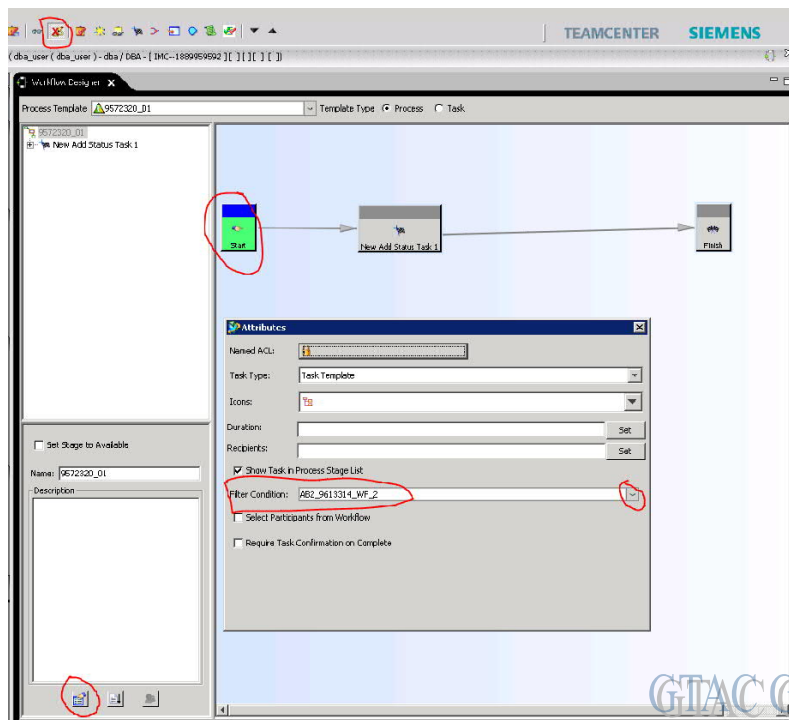 TEAMCENTER SIEMENS
( dba_user ( dba_user ) - dba / DBA - [ IMC--1889959592 ][ ][ ][ ][ ])
Workflow Designer
Process Template 9572320_01 Template Type Process Task
9572320_01
New Add Status Task 1
Start
New Add Status Task 1
Finish
Attributes
Named ACL:
Task Type: Task Template
Icons:
Duration: Set
Recipients: Set
Show Task in Process Stage List
Filter Condition: AB2_9613314_WF_2
Select Participants from Workflow
Require Task Confirmation on Complete
Set Stage to Available
Name: 9572320_01
Description
GTAC